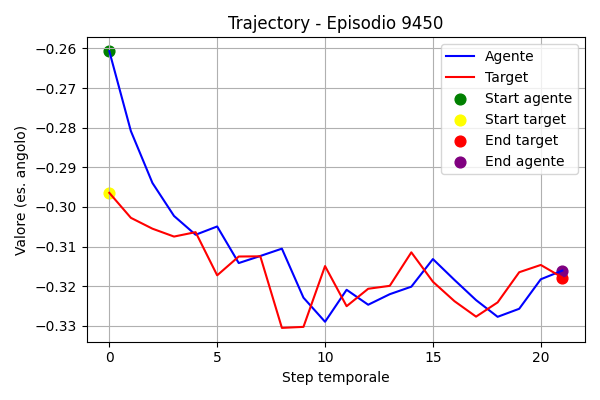 Trajectory - Episodio 9450
Valore (es. angolo)
−0.26
−0.27
−0.28
−0.29
−0.30
−0.31
−0.32
−0.33
Agente
Target
Start agente
Start target
End target
End agente
0 5 10 15 20
Step temporale